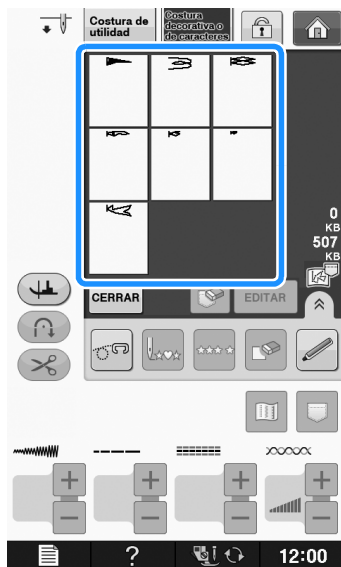 Costura de
utilidad
Costura
decorativa o
de caracteres
0
KB
507
KB
CERRAR
EDITAR
?
12:00